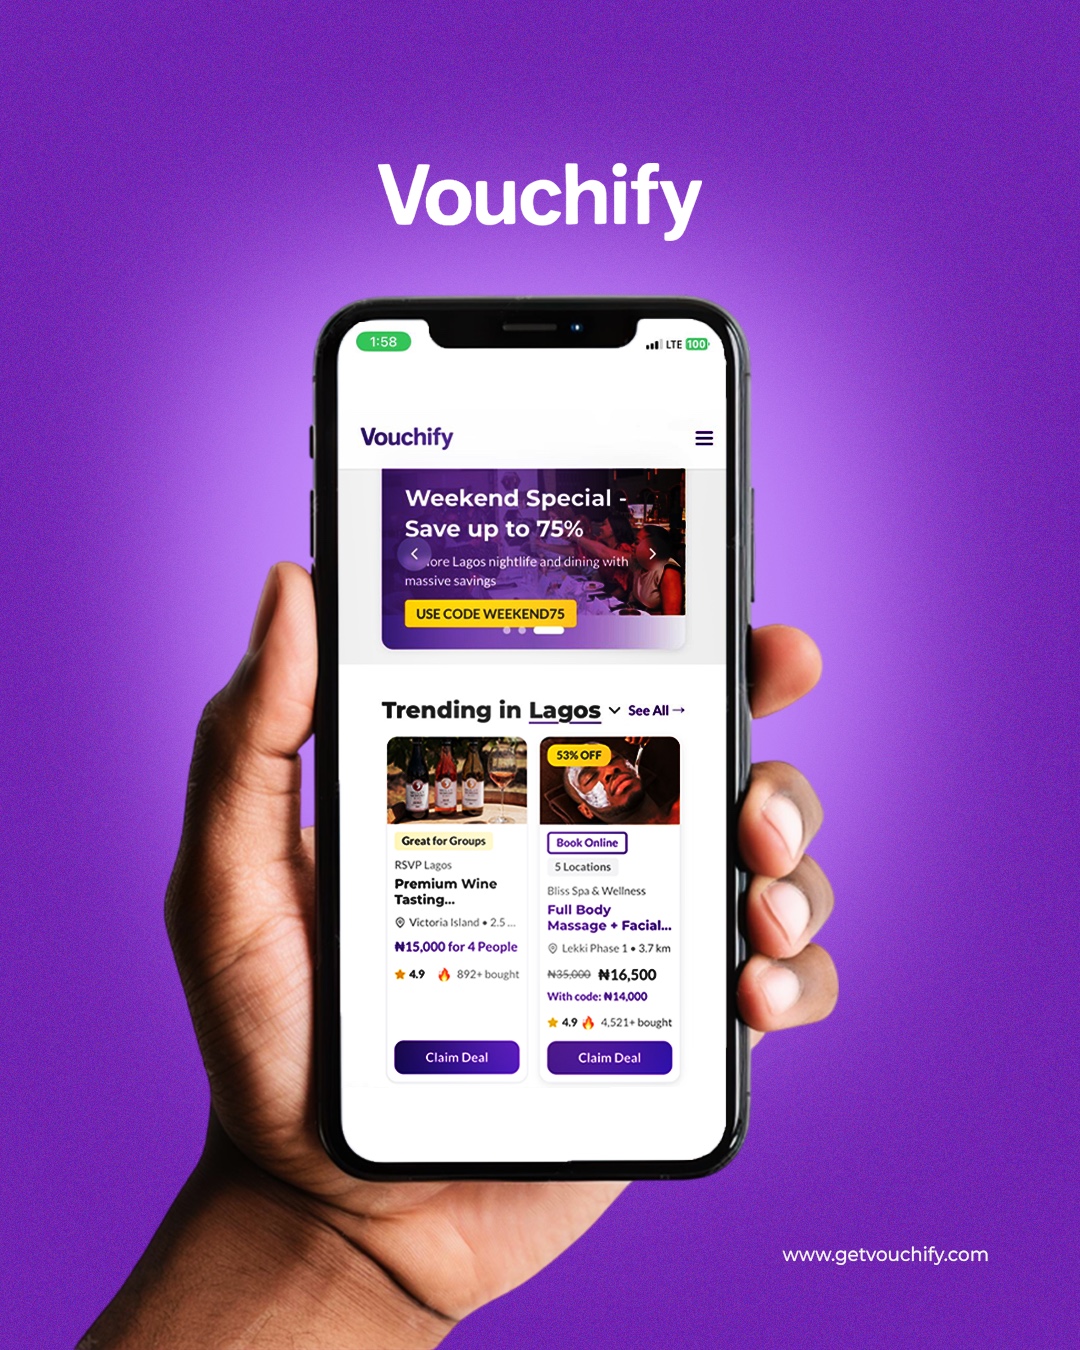 Vouchify
1:58
LTE 100
Vouchify
Weekend Special -
Save up to 75%
ore Lagos nightlife and dining with
massive savings
USE CODE WEEKEND75
Trending in Lagos
See All →
Great for Groups
RSVP Lagos
Premium Wine
Tasting...
Victoria Island • 2.5 ...
₦15,000 for 4 People
4.9 892+ bought
Claim Deal
53% OFF
Book Online
5 Locations
Bliss Spa & Wellness
Full Body
Massage + Facial...
Lekki Phase 1 • 3.7 km
₦35,000 ₦16,500
With code: ₦14,000
4.9 4,521+ bought
Claim Deal
www.getvouchify.com